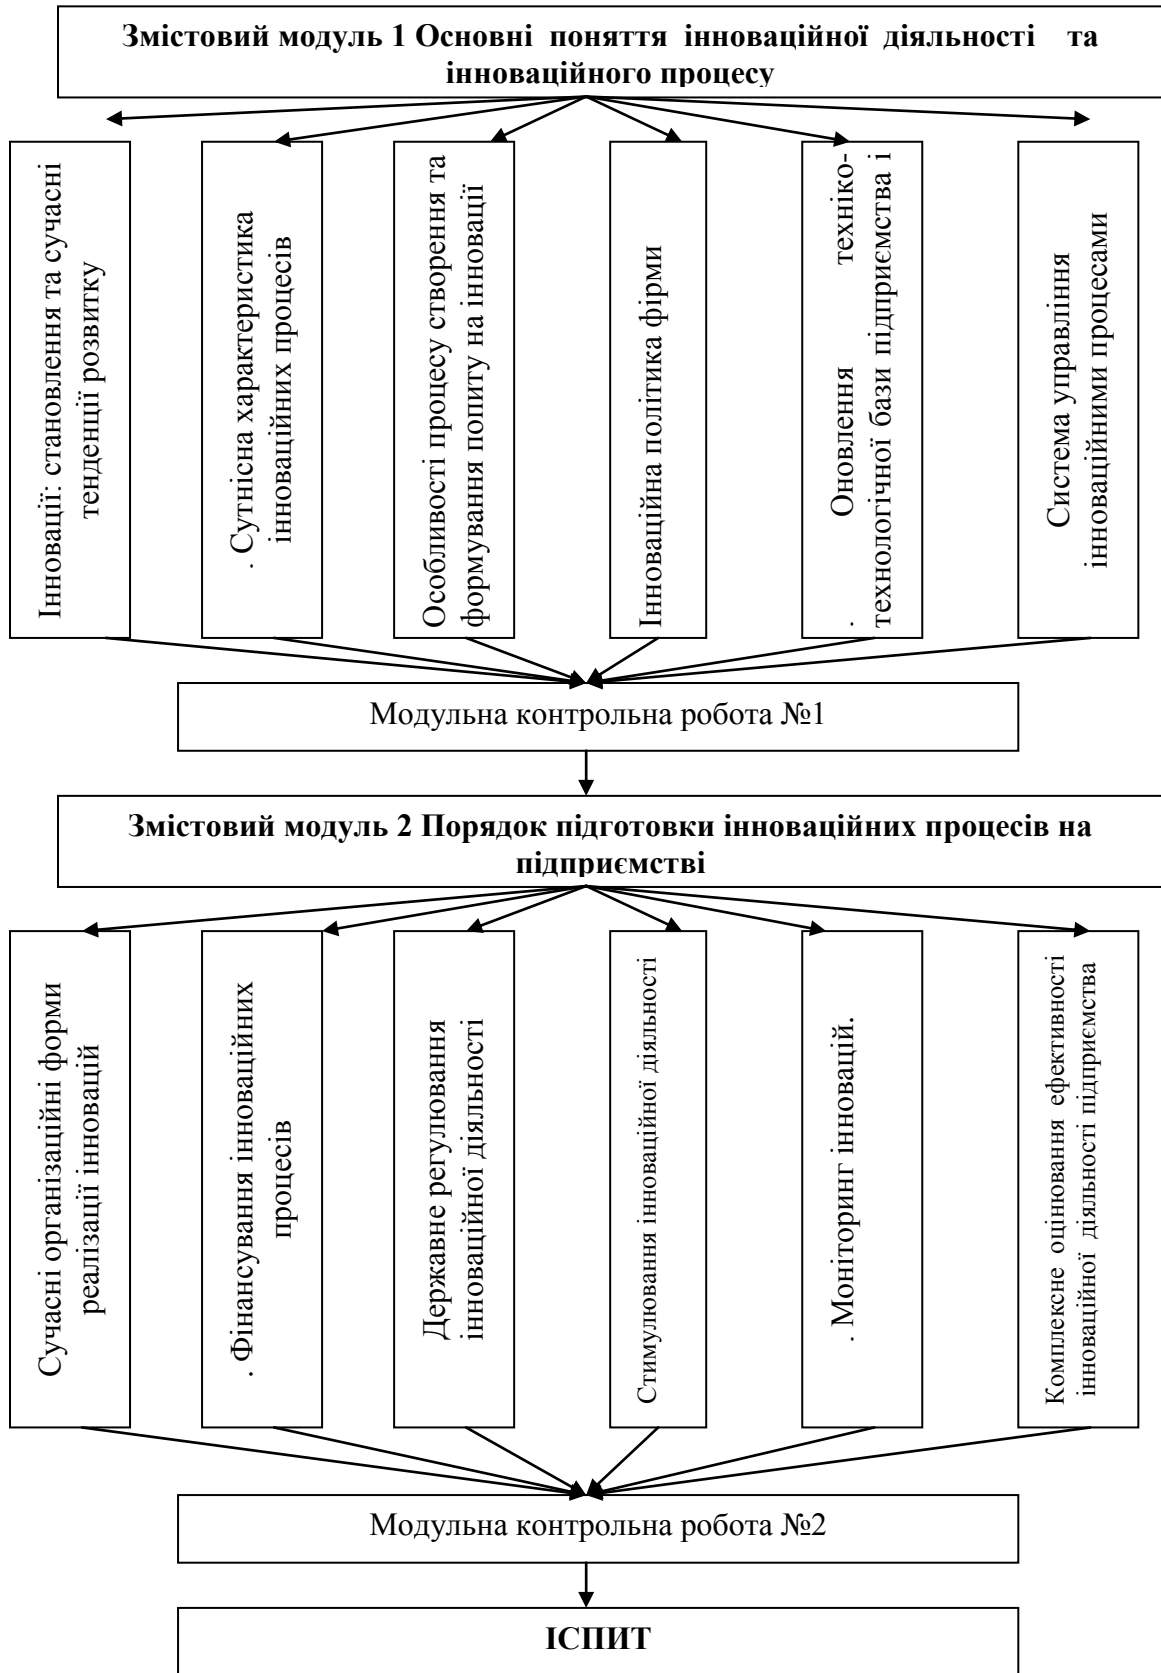 Змістовий модуль 1 Основні поняття інноваційної діяльності та
інноваційного процесу
Інновації: становлення та сучасні
тенденції розвитку
. Сутнісна характеристика
інноваційних процесів
Особливості процесу створення та
формування попиту на інновації
Інноваційна політика фірми
. Оновлення техніко-
технологічної бази підприємства і
Система управління
інноваційними процесами
Модульна контрольна робота №1
Змістовий модуль 2 Порядок підготовки інноваційних процесів на
підприємстві
Сучасні організаційні форми
реалізації інновацій
. Фінансування інноваційних
процесів
Державне регулювання
інноваційної діяльності
Стимулювання інноваційної діяльності
. Моніторинг інновацій.
Комплексне оцінювання ефективності
інноваційної діяльності підприємства
Модульна контрольна робота №2
ІСПИТ